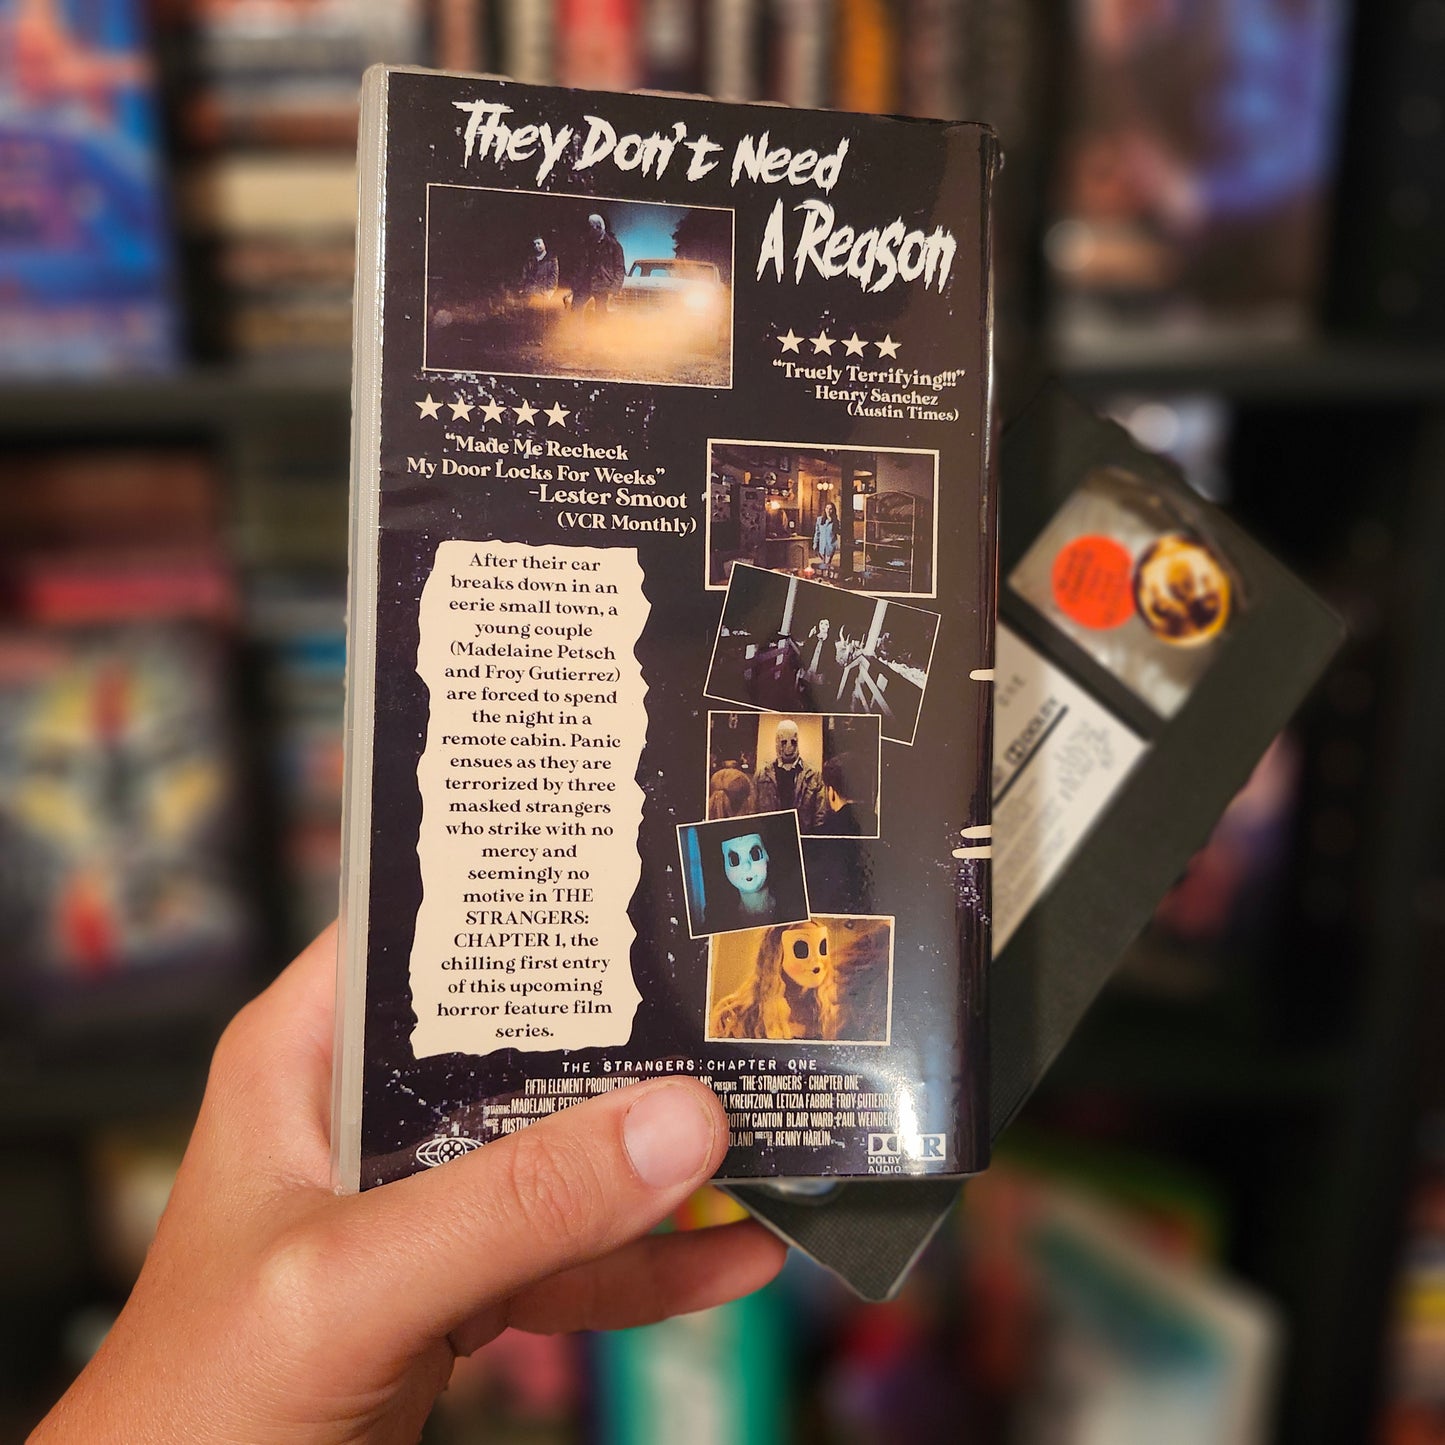 They Don't Need
A Reason
"Truely Terrifying!!!"
- Henry Sanchez
(Austin Times)
"Made Me Recheck
My Door Locks For Weeks"
-Lester Smoot
(VCR Monthly)
After their car
breaks down in an
eerie small town, a
young couple
(Madelaine Petsch
and Froy Gutierrez)
are forced to spend
the night in a
remote cabin. Panic
ensues as they are
terrorized by three
masked strangers
who strike with no
mercy and
seemingly no
motive in THE
STRANGERS:
CHAPTER 1, the
chilling first entry
of this upcoming
horror feature film
series.
THE STRANGERS: CHAPTER ONE
FIFTH ELEMENT PRODUCTIONS PRESENTS "THE STRANGERS - CHAPTER ONE"
MADELAINE LETIZIA FABBRI FROY
CANTON BLAIR WARD PAUL
RENNY HARLIN
DOLBY
AUDIO
R
DOLBY